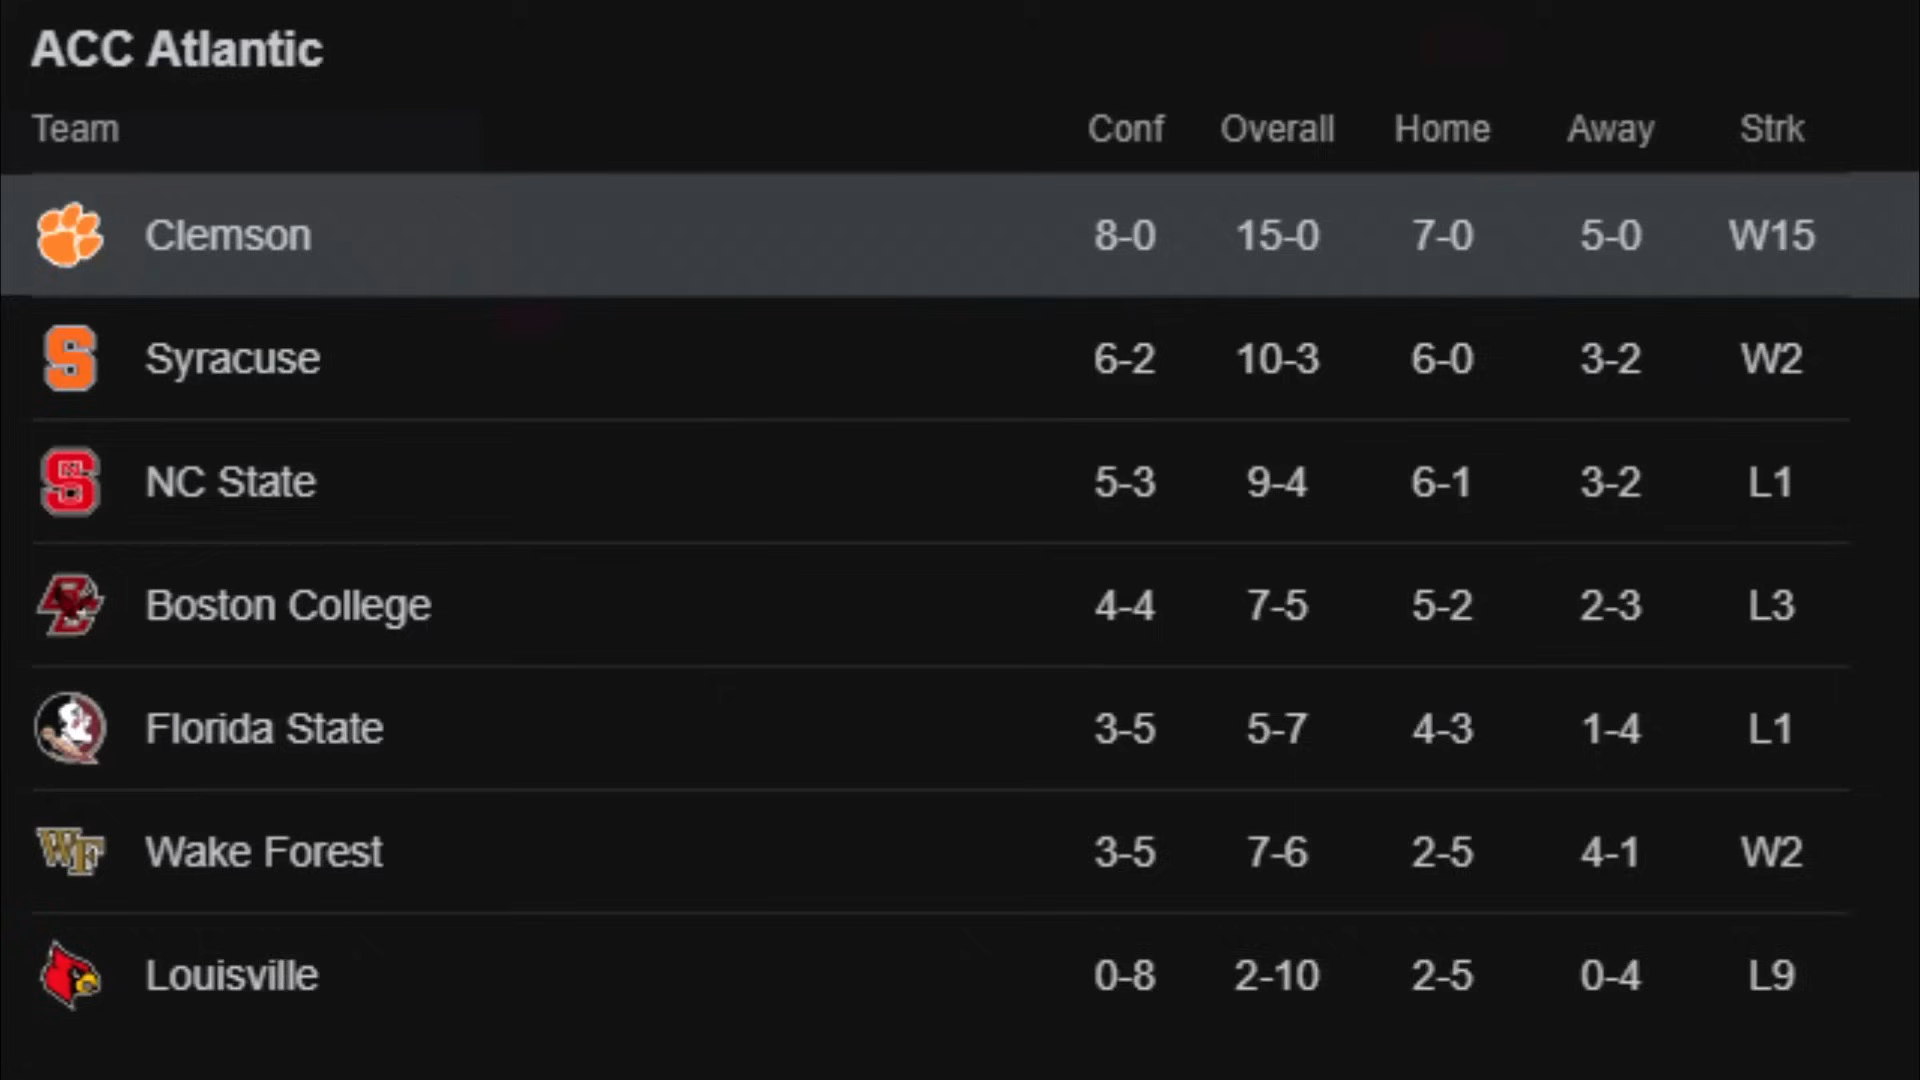 ACC Atlantic
Team Conf Overall Home Away Strk
Clemson 8-0 15-0 7-0 5-0 W15
Syracuse 6-2 10-3 6-0 3-2 W2
NC State 5-3 9-4 6-1 3-2 L1
Boston College 4-4 7-5 5-2 2-3 L3
Florida State 3-5 5-7 4-3 1-4 L1
Wake Forest 3-5 7-6 2-5 4-1 W2
Louisville 0-8 2-10 2-5 0-4 L9